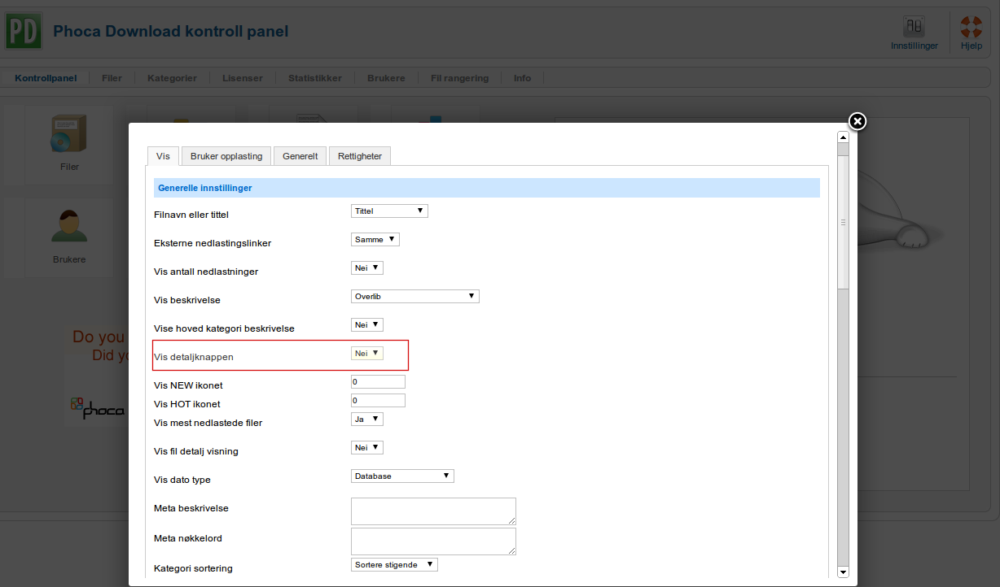 PD Phoca Download kontroll panel
Innstillinger Hjelp
Kontrollpanel Filer Kategorier Lisenser Statistikker Brukere Fil rangering Info
Filer
Brukere
Do you
Did yo
phoca
Vis Bruker opplasting Generelt Rettigheter
Generelle innstillinger
Filnavn eller tittel Tittel
Eksterne nedlastingslinker Samme
Vis antall nedlastninger Nei
Vis beskrivelse Overlib
Vise hoved kategori beskrivelse Nei
Vis detaljknappen Nei
Vis NEW ikonet 0
Vis HOT ikonet 0
Vis mest nedlastede filer Ja
Vis fil detalj visning Nei
Vis dato type Database
Meta beskrivelse
Meta nøkkelord
Kategori sortering Sortere stigende